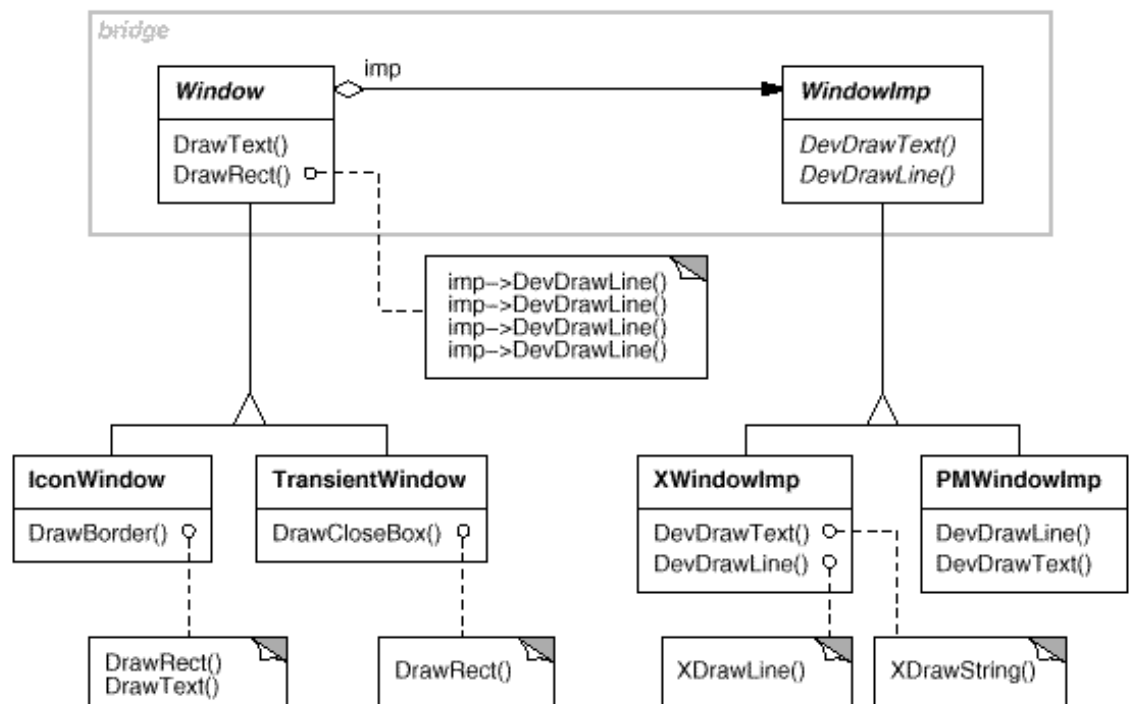 bridge
Window
imp
WindowImp
DrawText()
DrawRect()
DevDrawText()
DevDrawLine()
imp–>DevDrawLine()
imp–>DevDrawLine()
imp–>DevDrawLine()
imp–>DevDrawLine()
IconWindow
DrawBorder()
TransientWindow
DrawCloseBox()
XWindowImp
DevDrawText()
DevDrawLine()
PMWindowImp
DevDrawLine()
DevDrawText()
DrawRect()
DrawText()
DrawRect()
XDrawLine()
XDrawString()